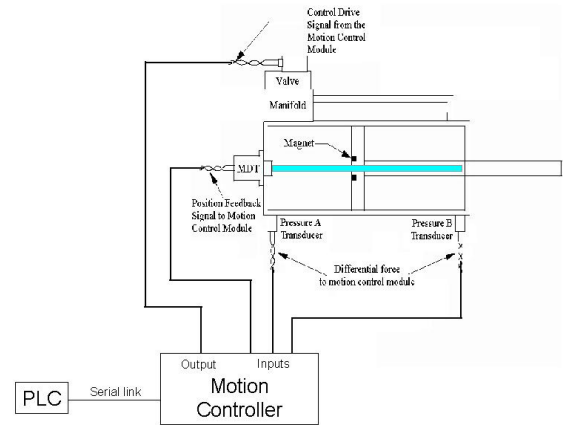 Control Drive
Signal from the
Motion Control
Module
Valve
Manifold
Magnet
MDT
Position Feedback
Signal to Motion
Control Module
Pressure A
Transducer
Pressure B
Transducer
Differential force
to motion control module
Output
Inputs
Motion
Controller
PLC
Serial link